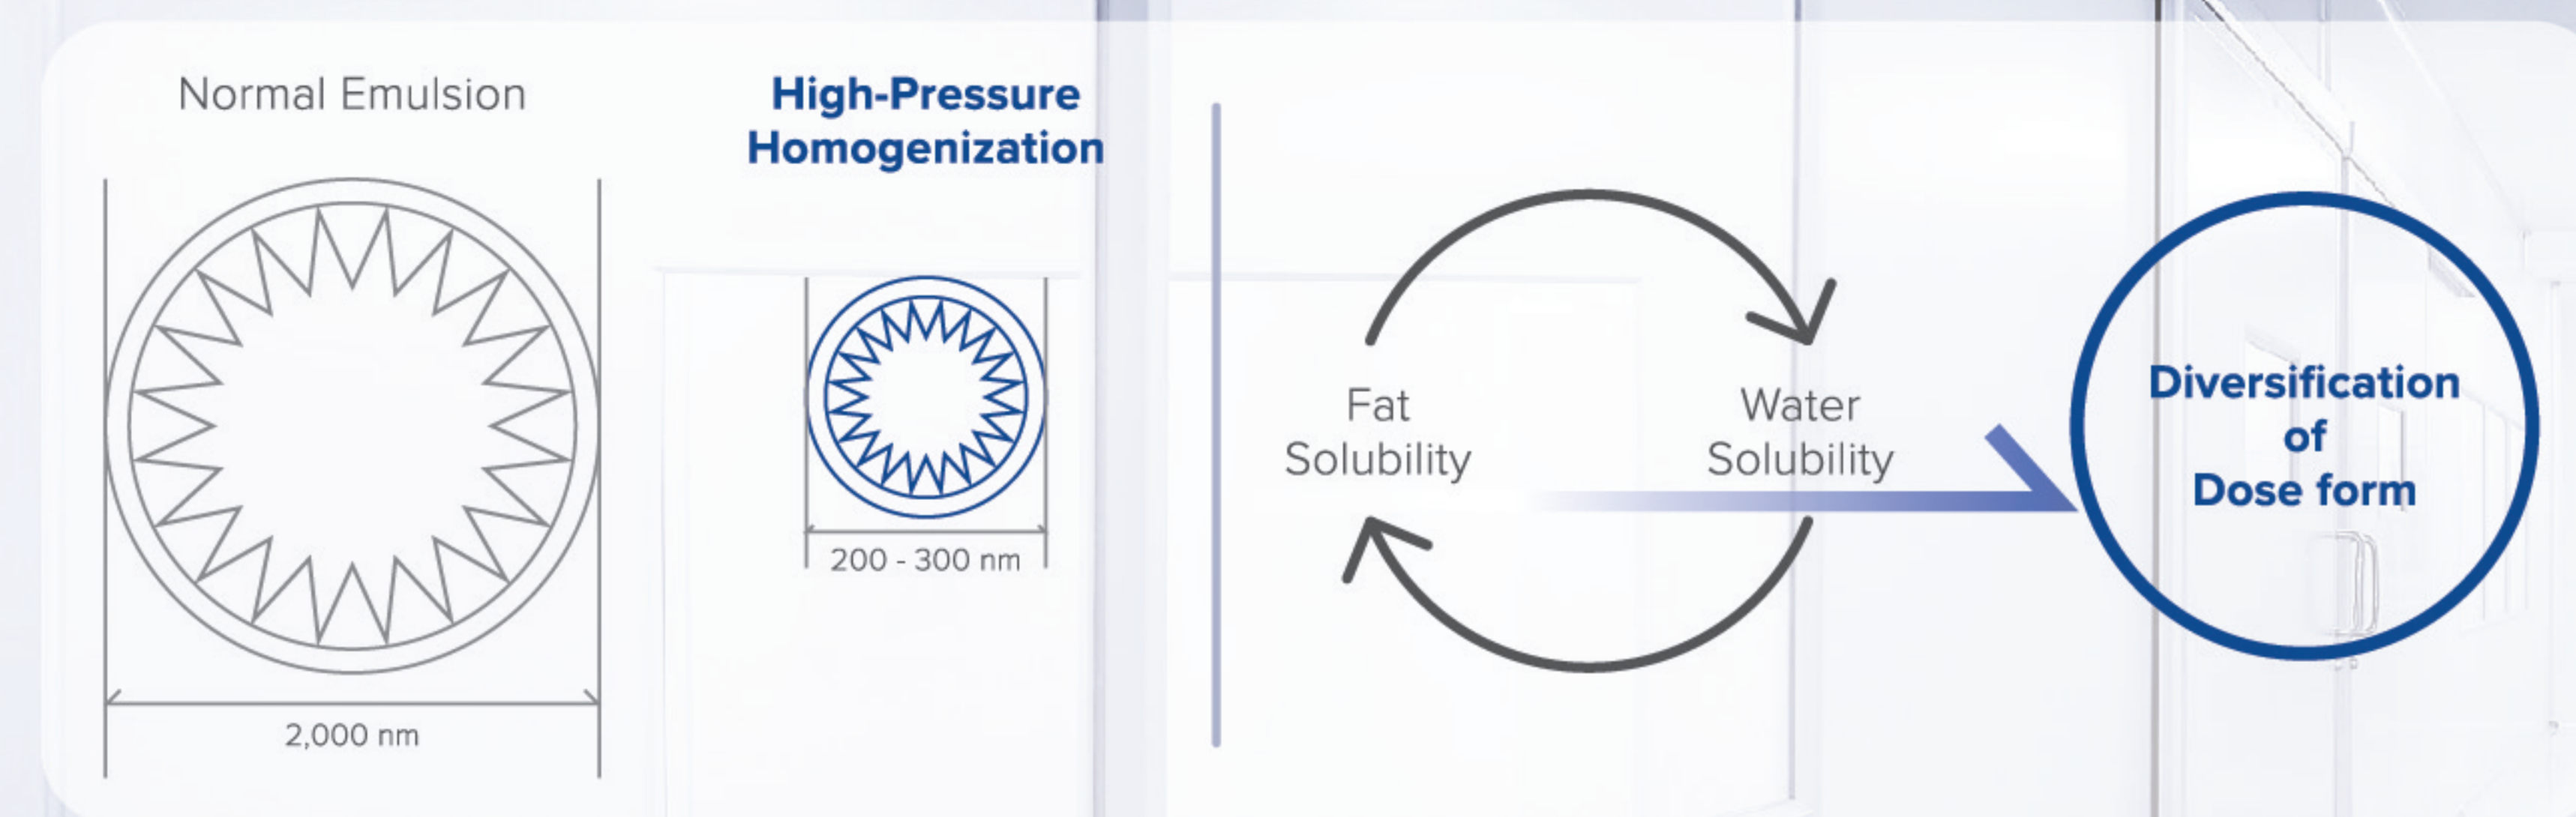 Normal Emulsion
High-Pressure
Homogenization
2,000 nm
200 - 300 nm
Fat
Solubility
Water
Solubility
Diversification
of
Dose form